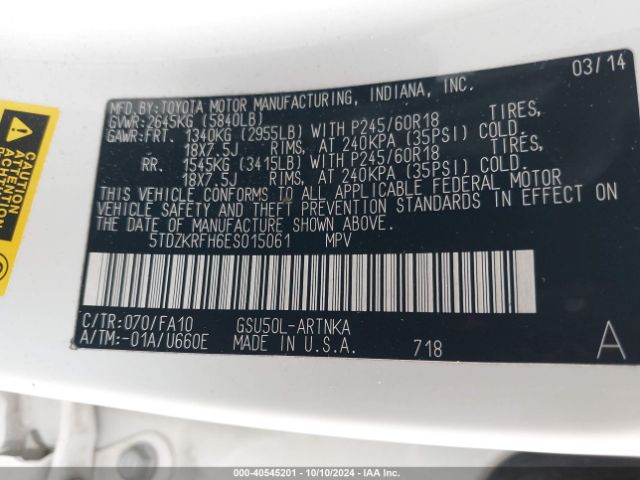 03/14
MFD.BY:TOYOTA MOTOR MANUFACTURING, INDIANA, INC.
GVWR:2645KG (5840LB)
GAWR:FRT. 1340KG (2955LB) WITH P245/60R18 TIRES,
18X7.5J RIMS, AT 240KPA (35PSI) COLD.
RR. 1545KG (3415LB) WITH P245/60R18 TIRES,
18X7.5J RIMS, AT 240KPA (35PSI) COLD.
THIS VEHICLE CONFORMS TO ALL APPLICABLE FEDERAL MOTOR
VEHICLE SAFETY AND THEFT PREVENTION STANDARDS IN EFFECT ON
THE DATE OF MANUFACTURE SHOWN ABOVE.
5TDZKRFH6ES015061 MPV
C/TR:070/FA10 GSU50L-ARTNKA
A/TM:-01A/U660E MADE IN U.S.A. 718 A
ATTENTION
000-40545201 - 10/10/2024 - IAA Inc.